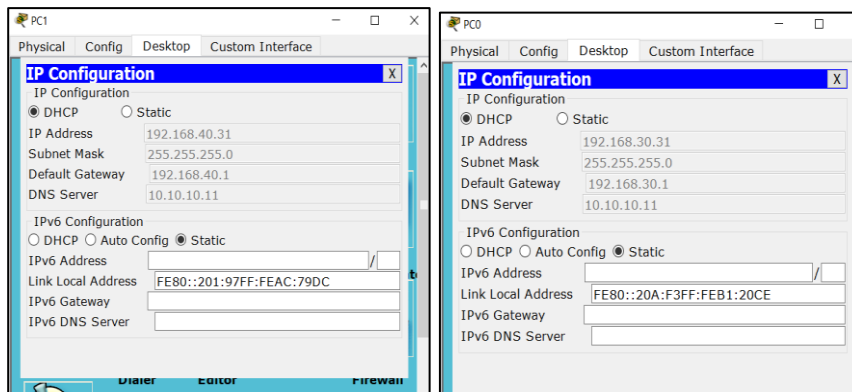 PC1
Physical Config Desktop Custom Interface
IP Configuration X
IP Configuration
DHCP Static
IP Address 192.168.40.31
Subnet Mask 255.255.255.0
Default Gateway 192.168.40.1
DNS Server 10.10.10.11
IPv6 Configuration
DHCP Auto Config Static
IPv6 Address /
Link Local Address FE80::201:97FF:FEAC:79DC
IPv6 Gateway
IPv6 DNS Server
Dialer Editor Firewall
PC0
Physical Config Desktop Custom Interface
IP Configuration X
IP Configuration
DHCP Static
IP Address 192.168.30.31
Subnet Mask 255.255.255.0
Default Gateway 192.168.30.1
DNS Server 10.10.10.11
IPv6 Configuration
DHCP Auto Config Static
IPv6 Address /
Link Local Address FE80::20A:F3FF:FEB1:20CE
IPv6 Gateway
IPv6 DNS Server